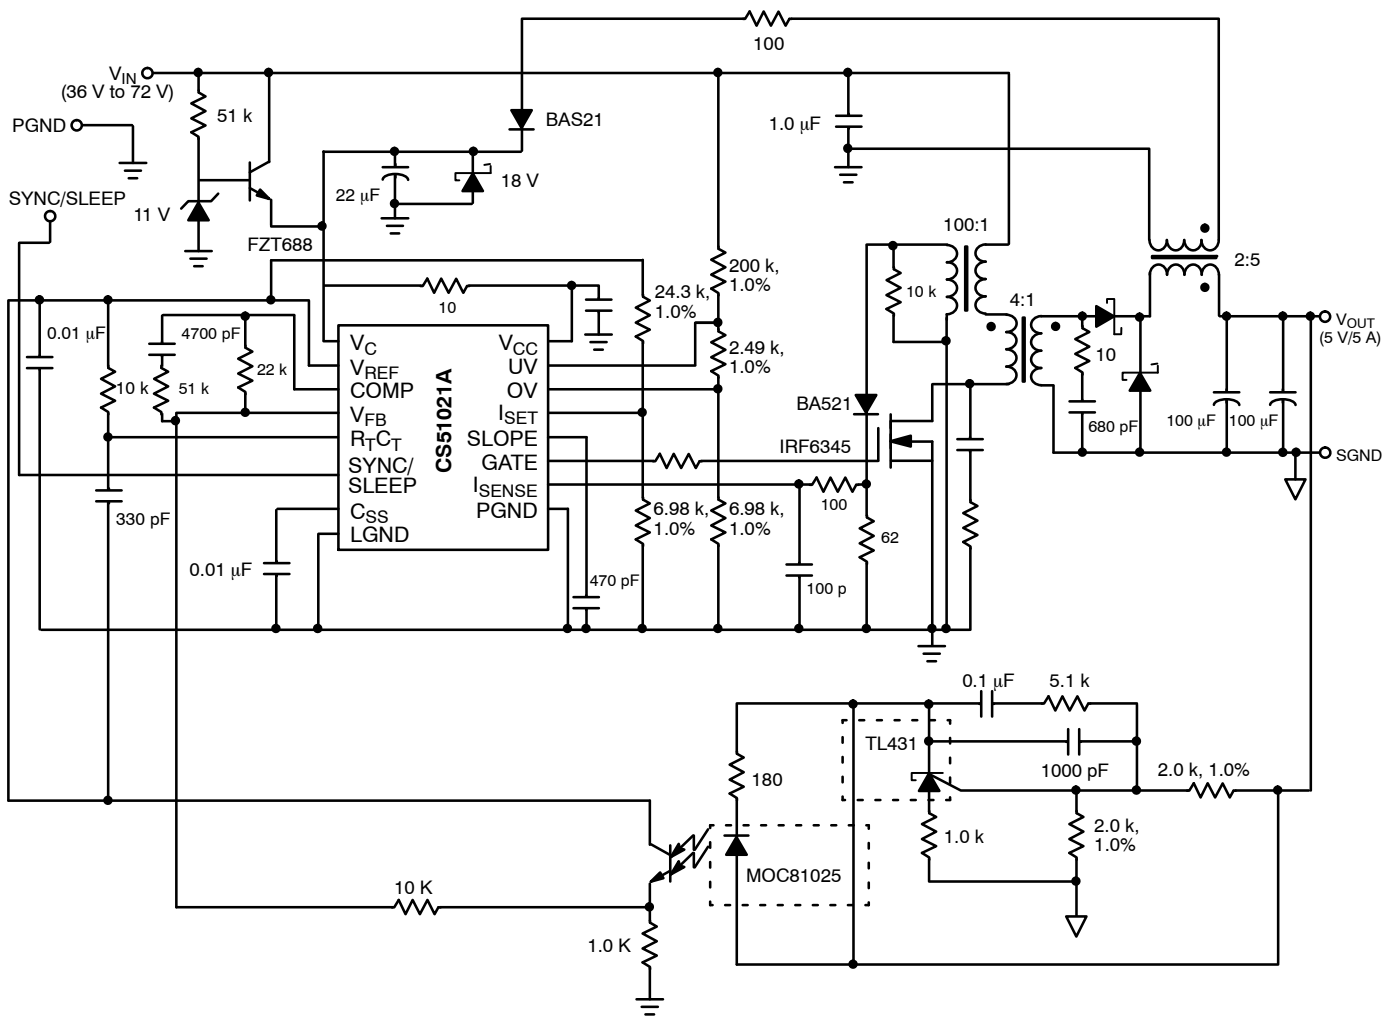 100
VIN
(36 V to 72 V)
51 k
BAS21
1.0 μF
PGND
SYNC/SLEEP
11 V
22 μF
18 V
FZT688
100:1
2:5
200 k,
1.0%
24.3 k,
1.0%
10
10 k
4:1
VOUT
(5 V/5 A)
0.01 μF
4700 pF
10 k
51 k
22 k
2.49 k,
1.0%
10
680 pF
100 μF
100 μF
SGND
CS51021A
VC
VREF
COMP
VFB
RTCT
SYNC/
SLEEP
CSS
LGND
VCC
UV
OV
ISET
SLOPE
GATE
ISENSE
PGND
BA521
IRF6345
330 pF
6.98 k,
1.0%
6.98 k,
1.0%
100
62
0.01 μF
470 pF
100 p
0.1 μF
5.1 k
TL431
1000 pF
2.0 k, 1.0%
180
1.0 k
2.0 k,
1.0%
MOC81025
10 K
1.0 K